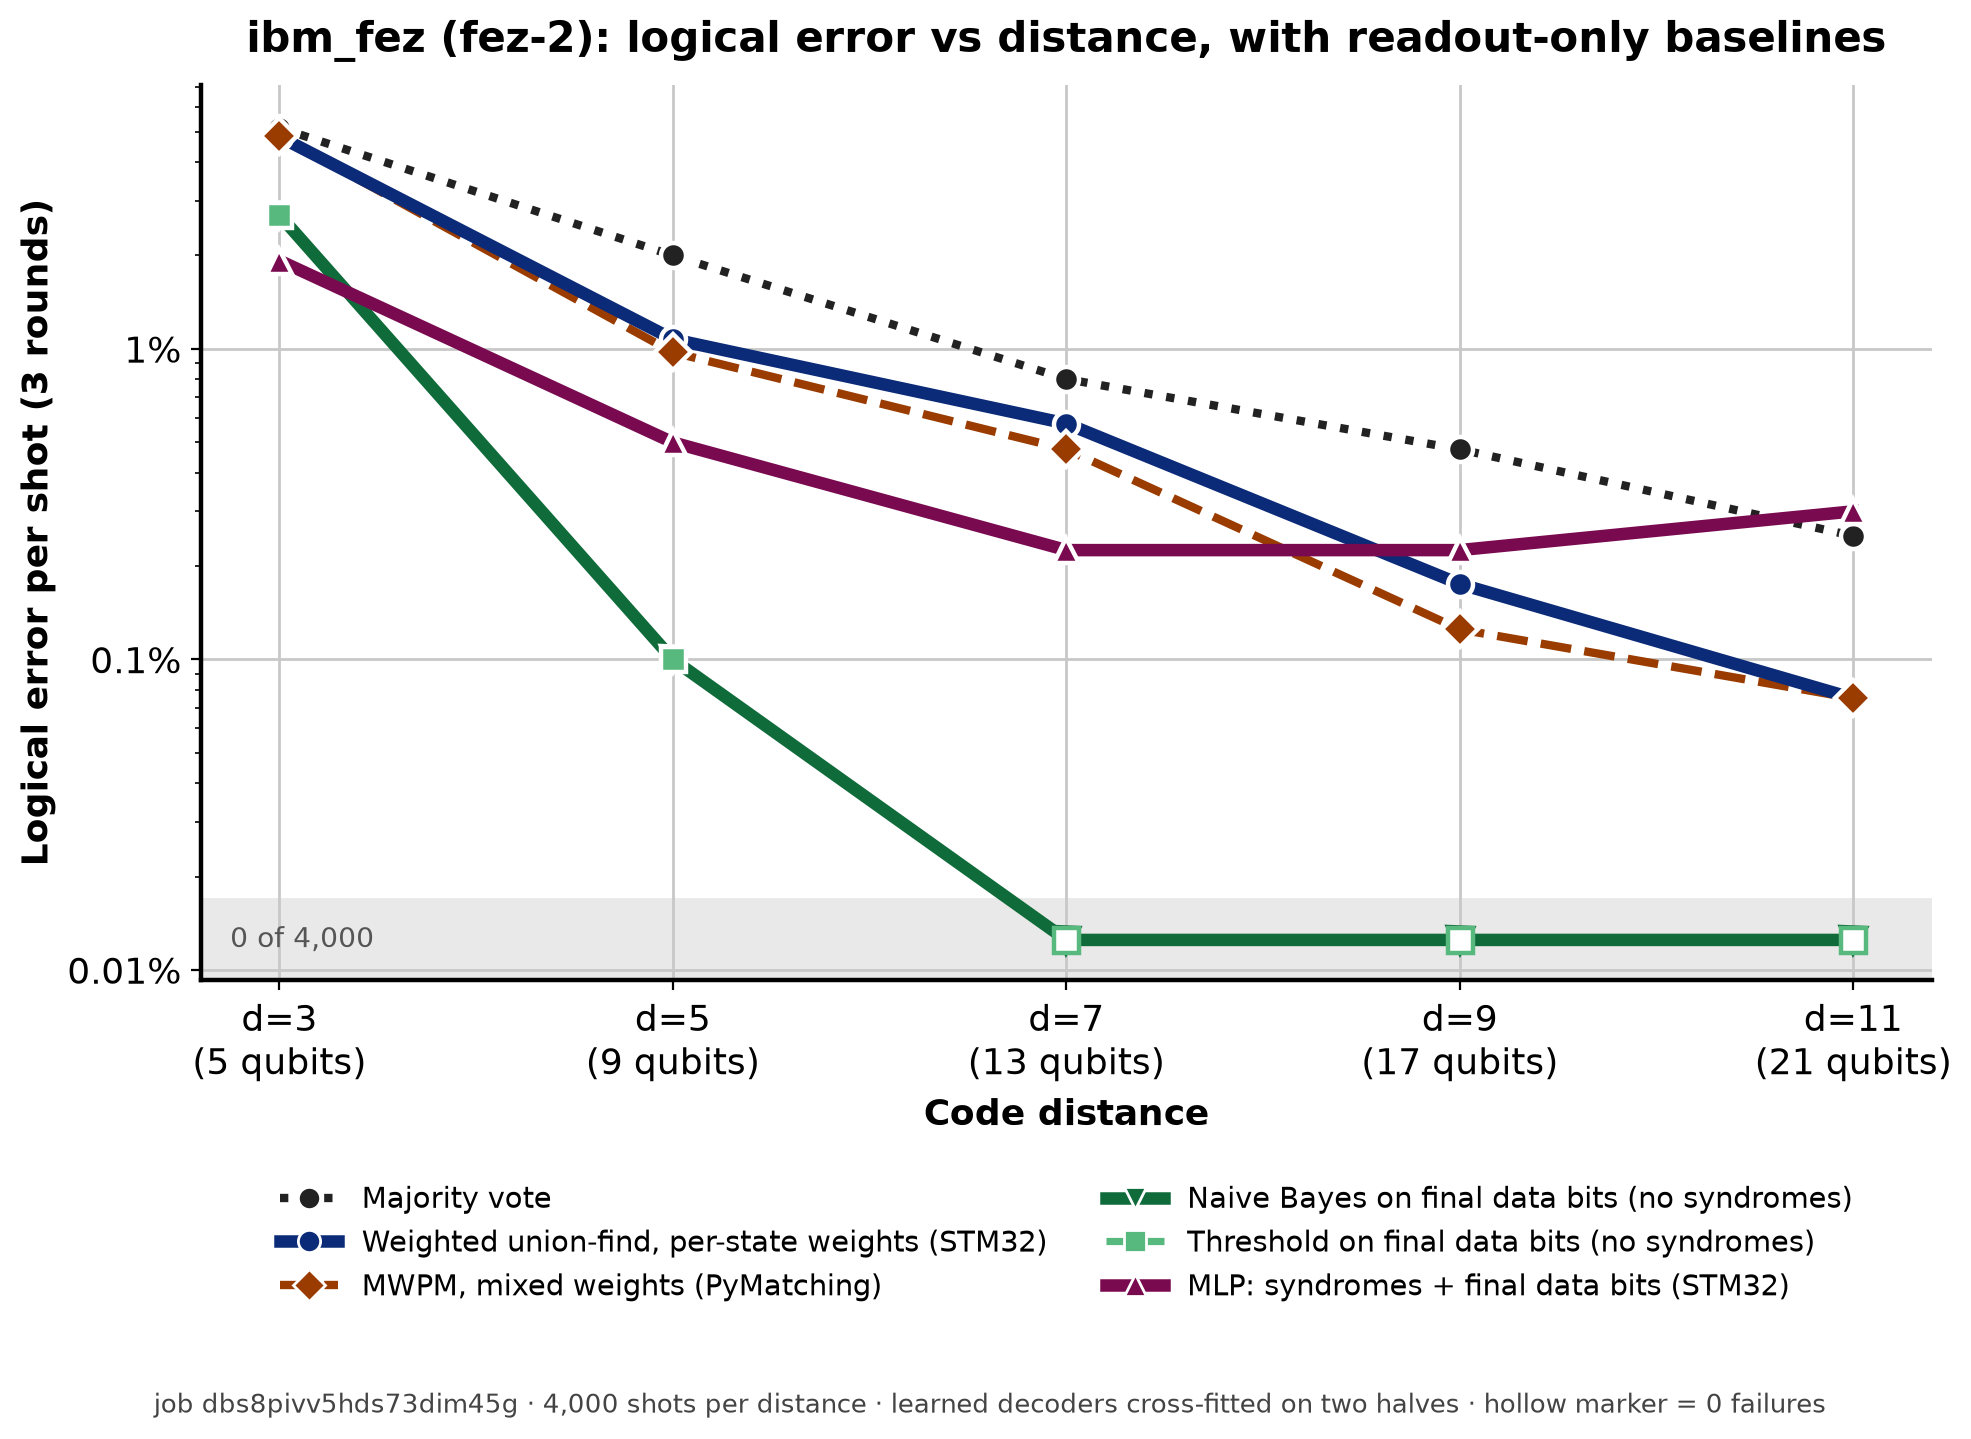 ibm_fez (fez-2): logical error vs distance, with readout-only baselines
Logical error per shot (3 rounds)
1%
0.1%
0.01%
0 of 4,000
d=3
(5 qubits)
d=5
(9 qubits)
d=7
(13 qubits)
d=9
(17 qubits)
d=11
(21 qubits)
Code distance
Majority vote
Weighted union-find, per-state weights (STM32)
MWPM, mixed weights (PyMatching)
Naive Bayes on final data bits (no syndromes)
Threshold on final data bits (no syndromes)
MLP: syndromes + final data bits (STM32)
job dbs8pivv5hds73dim45g · 4,000 shots per distance · learned decoders cross-fitted on two halves · hollow marker = 0 failures